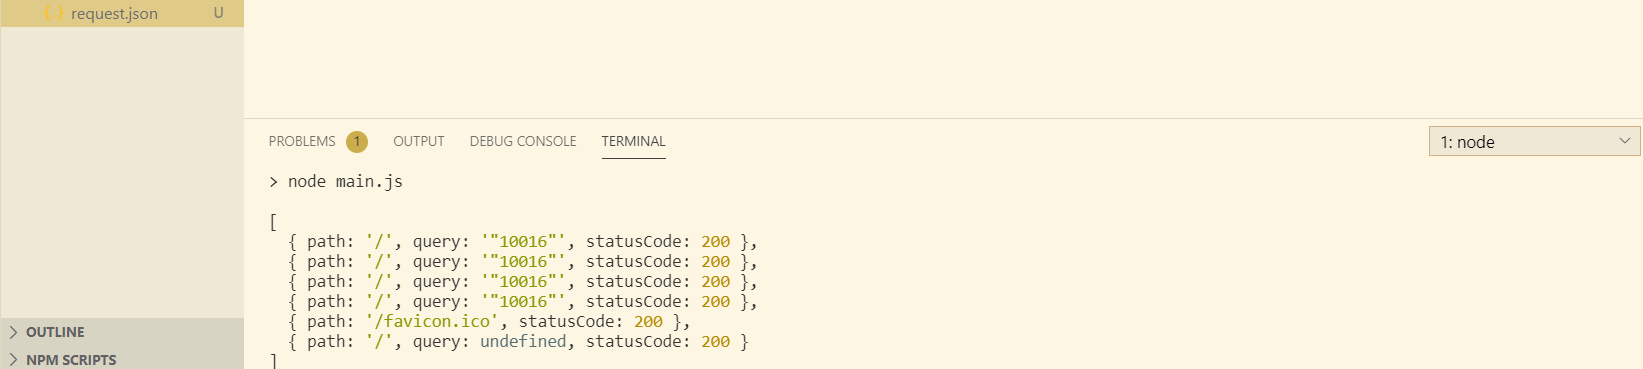 {..} request.json U
PROBLEMS 1 OUTPUT DEBUG CONSOLE TERMINAL 1: node
> node main.js
[
{ path: '/', query: '"10016"', statusCode: 200 },
{ path: '/', query: '"10016"', statusCode: 200 },
{ path: '/', query: '"10016"', statusCode: 200 },
{ path: '/', query: '"10016"', statusCode: 200 },
{ path: '/favicon.ico', statusCode: 200 },
{ path: '/', query: undefined, statusCode: 200 }
]
OUTLINE
NPM SCRIPTS